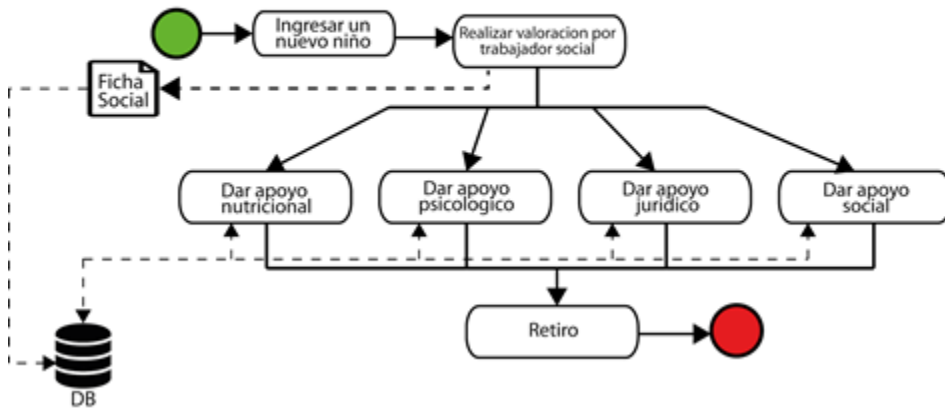 Ingresar un
nuevo niño
Realizar valoracion por
trabajador social
Ficha
Social
Dar apoyo
nutricional
Dar apoyo
psicologico
Dar apoyo
jurídico
Dar apoyo
social
Retiro
DB